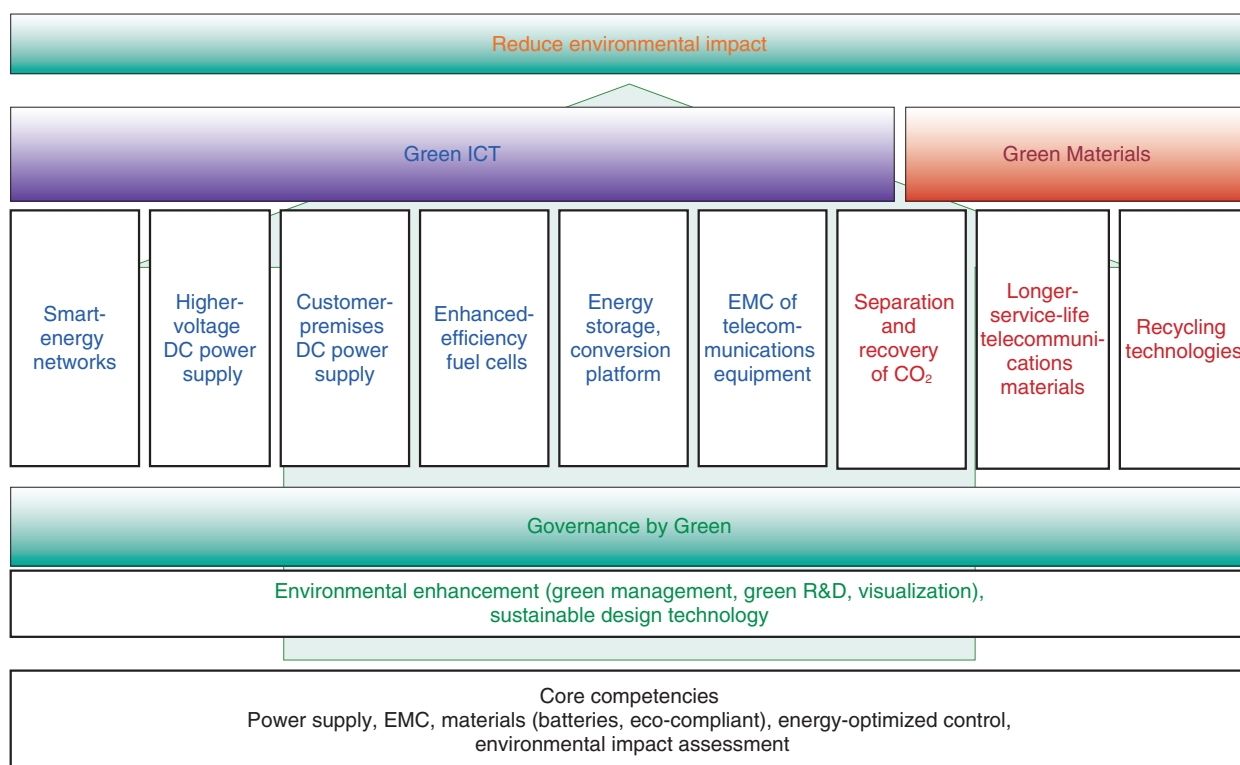 Reduce environmental impact
Green ICT
Green Materials
Smart-
energy
networks
Higher-
voltage
DC power
supply
Customer-
premises
DC power
supply
Enhanced-
efficiency
fuel cells
Energy
storage,
conversion
platform
EMC of
telecom-
munications
equipment
Separation
and
recovery
of CO₂
Longer-
service-life
telecommuni-
cations
materials
Recycling
technologies
Governance by Green
Environmental enhancement (green management, green R&D, visualization),
sustainable design technology
Core competencies
Power supply, EMC, materials (batteries, eco-compliant), energy-optimized control,
environmental impact assessment